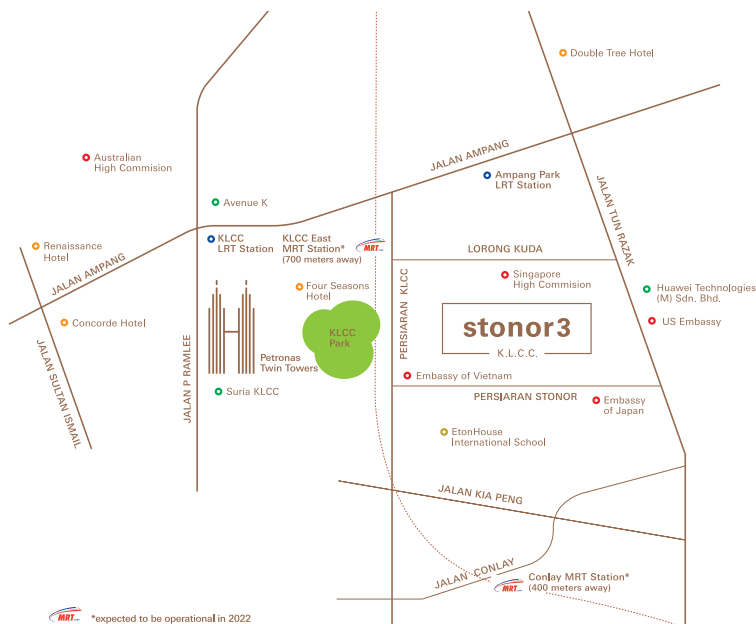 Double Tree Hotel
JALAN AMPANG
Australian
High Commision
Ampang Park
LRT Station
JALAN TUN RAZAK
Avenue K
Renaissance
Hotel
JALAN AMPANG
KLCC
LRT Station
KLCC East
MRT Station*
(700 meters away)
MRT
LORONG KUDA
PERSIARAN KLCC
Singapore
High Commision
Huawei Technologies
(M) Sdn. Bhd.
US Embassy
Four Seasons
Hotel
Concorde Hotel
stonor3
K.L.C.C.
KLCC
Park
Petronas
Twin Towers
JALAN SULTAN ISMAIL
JALAN P RAMLEE
Suria KLCC
Embassy of Vietnam
PERSIARAN STONOR
Embassy
of Japan
EtonHouse
International School
JALAN KIA PENG
JALAN CONLAY
MRT
Conlay MRT Station*
(400 meters away)
MRT
*expected to be operational in 2022